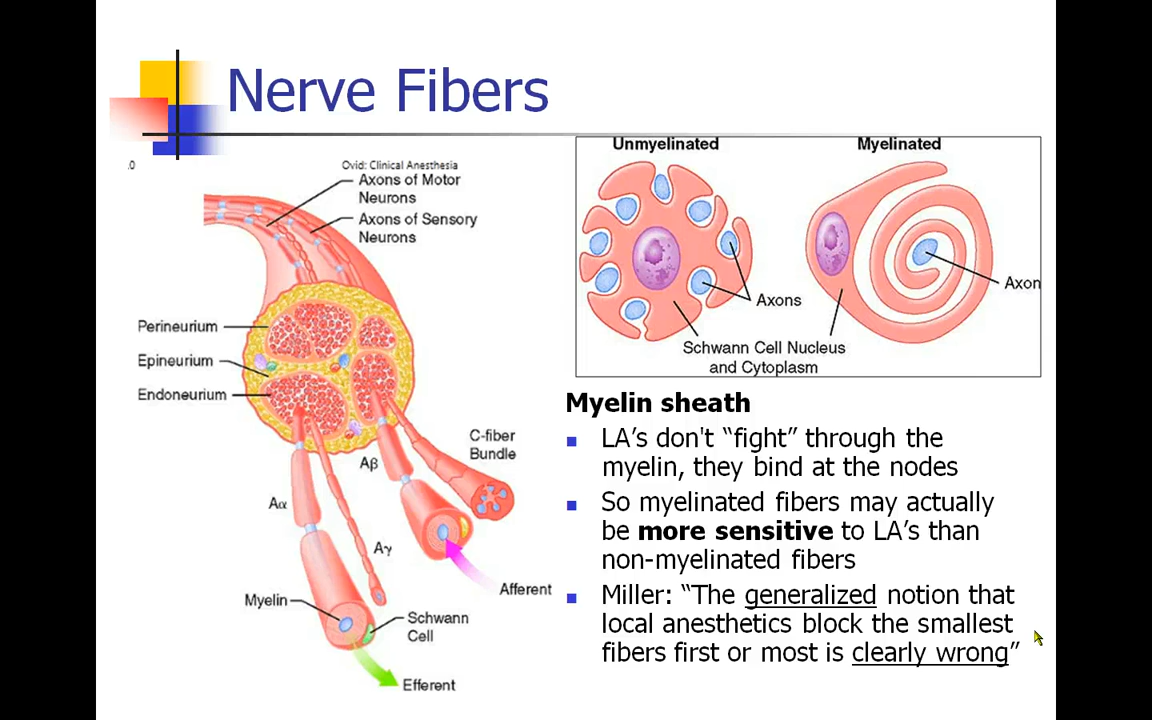 Nerve Fibers
.0
Ovid: Clinical Anesthesia
Axons of Motor
Neurons
Axons of Sensory
Neurons
Perineurium
Epineurium
Endoneurium
C-fiber
Bundle
Aβ
Aα
Aγ
Afferent
Myelin
Schwann
Cell
Efferent
Unmyelinated
Myelinated
Axons
Axon
Schwann Cell Nucleus
and Cytoplasm
Myelin sheath
LA's don't “fight” through the
myelin, they bind at the nodes
So myelinated fibers may actually
be more sensitive to LA's than
non-myelinated fibers
Miller: “The generalized notion that
local anesthetics block the smallest
fibers first or most is clearly wrong”